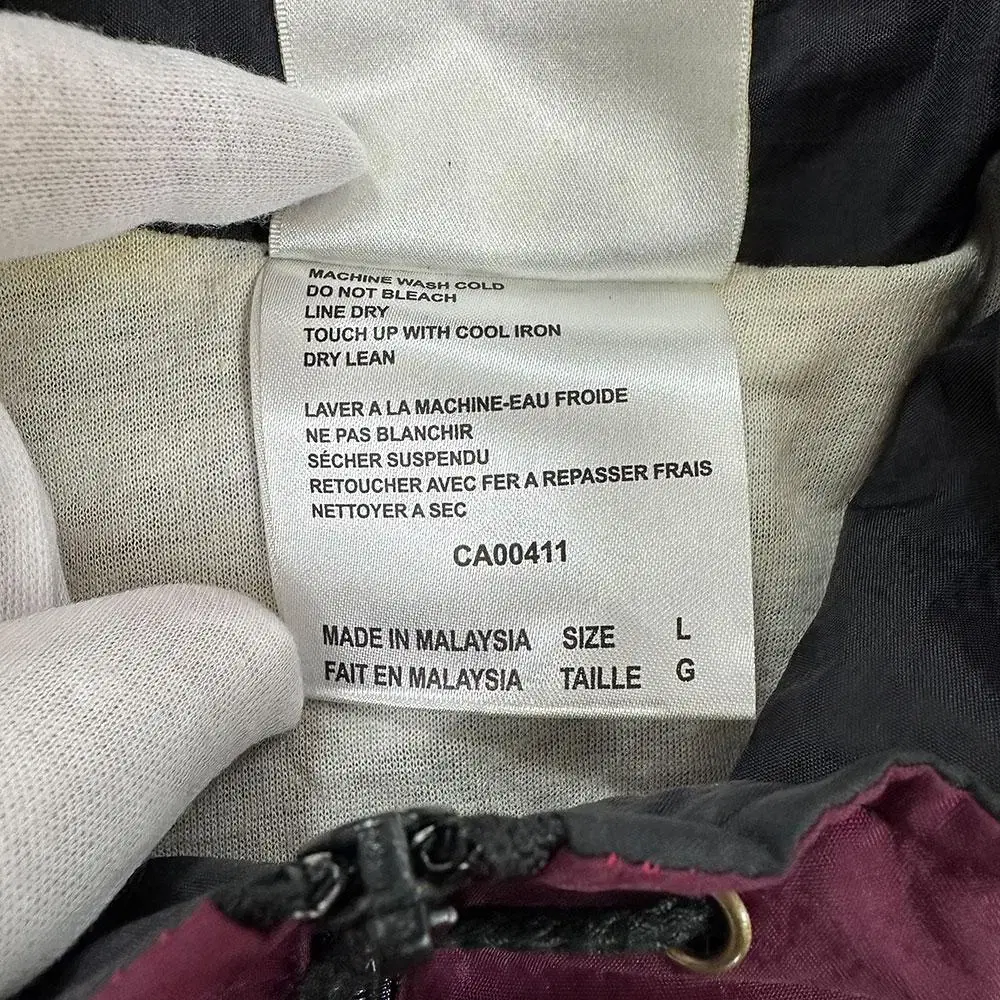 MACHINE WASH COLD
DO NOT BLEACH
LINE DRY
TOUCH UP WITH COOL IRON
DRY LEAN
LAVER A LA MACHINE-EAU FROIDE
NE PAS BLANCHIR
SÉCHER SUSPENDU
RETOUCHER AVEC FER A REPASSER FRAIS
NETTOYER A SEC
CA00411
MADE IN MALAYSIA SIZE L
FAIT EN MALAYSIA TAILLE G